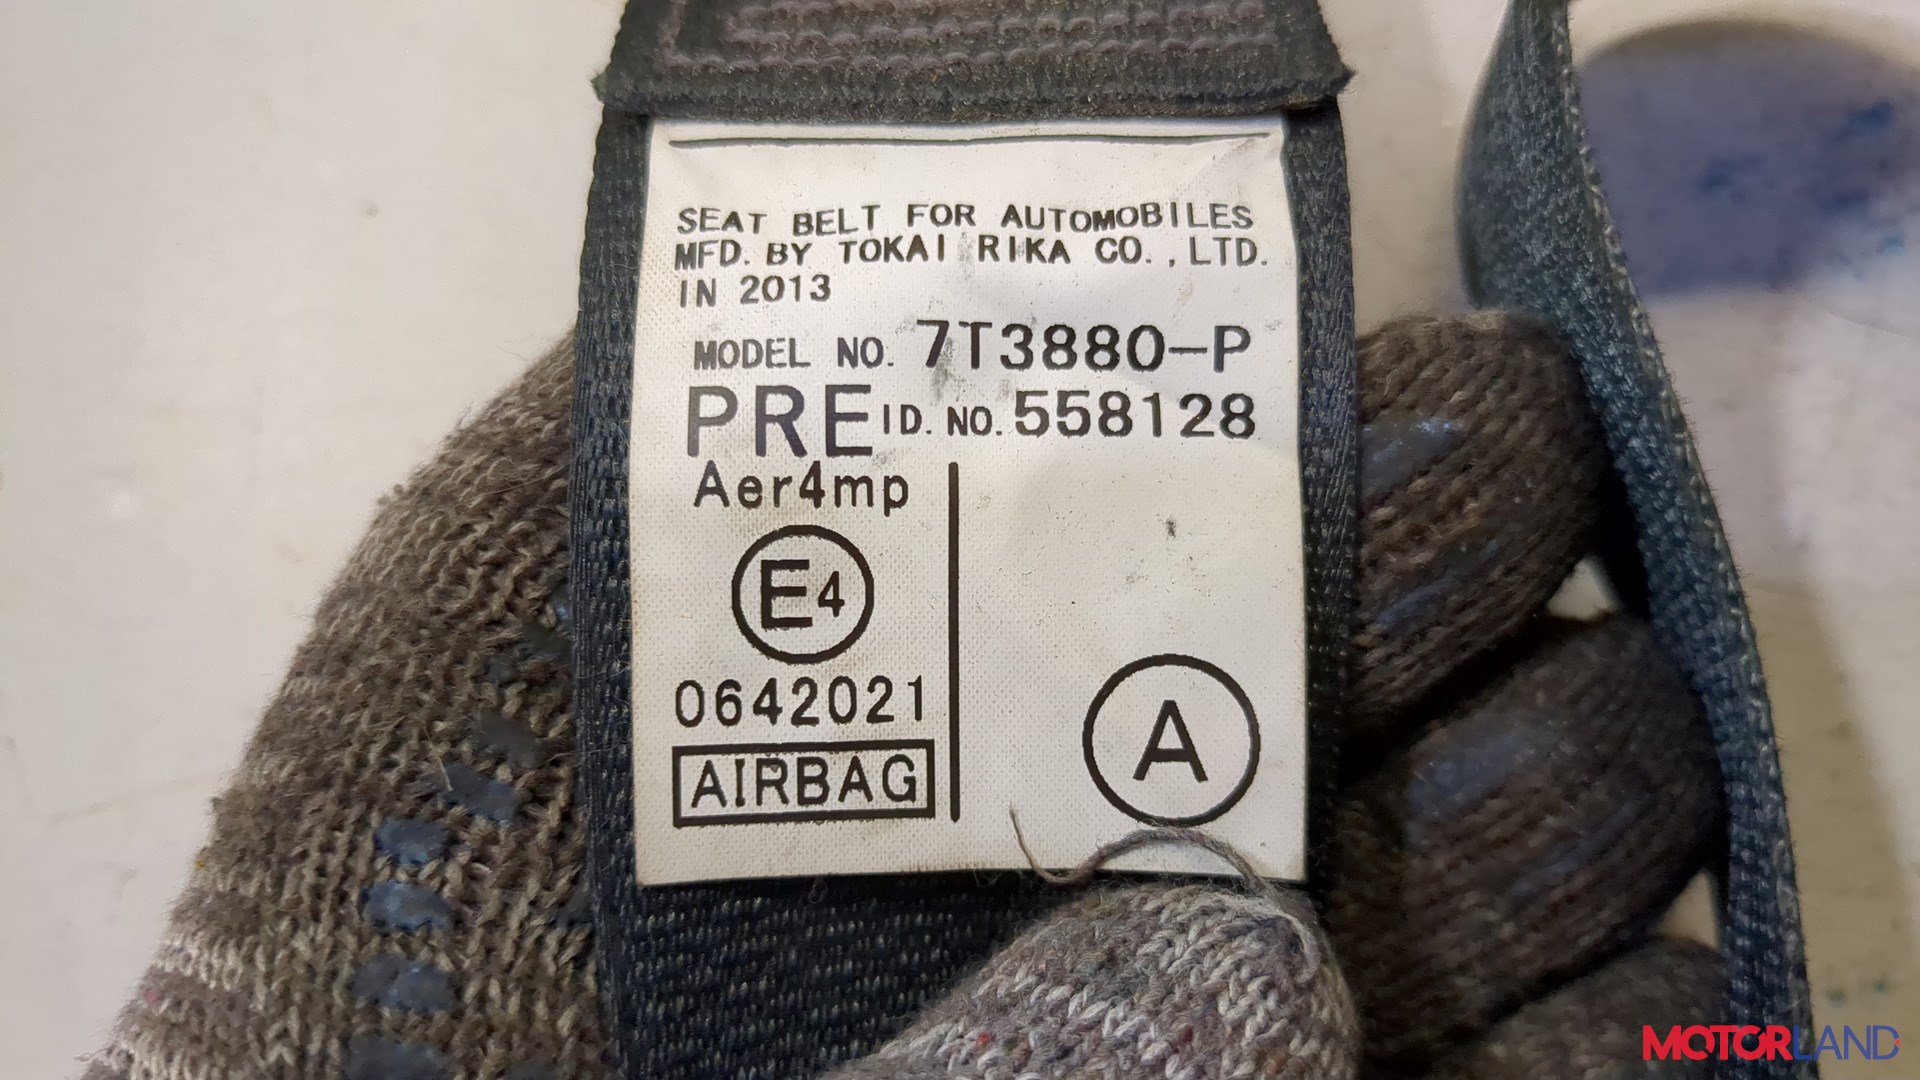 SEAT BELT FOR AUTOMOBILES
MFD. BY TOKAI RIKA CO., LTD.
IN 2013
MODEL NO. 7T3880-P
PRE ID. NO. 558128
Aer4mp
E4
0642021
AIRBAG
A
MOTORLAND